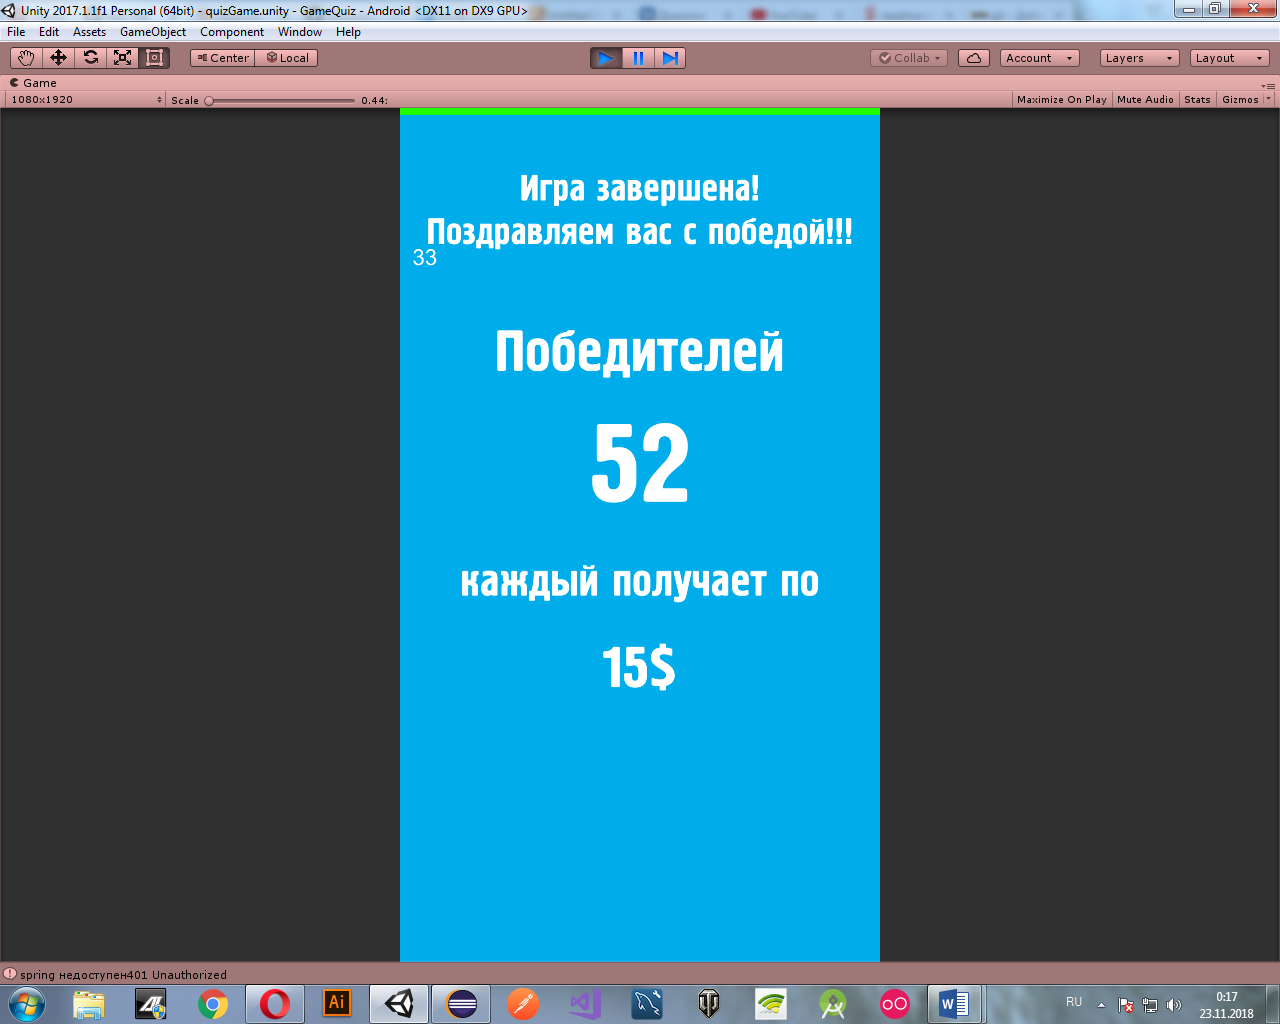 Unity 2017.1.1f1 Personal (64bit) - quizGame.unity - GameQuiz - Android <DX11 on DX9 GPU>
File Edit Assets GameObject Component Window Help
Center Local Collab Account Layers Layout
Game
1080x1920 Scale 0.44: Maximize On Play Mute Audio Stats Gizmos
Игра завершена!
Поздравляем вас с победой!!!
33
Победителей
52
каждый получает по
15$
spring недоступен401 Unauthorized
Ai
RU
0:17
23.11.2018